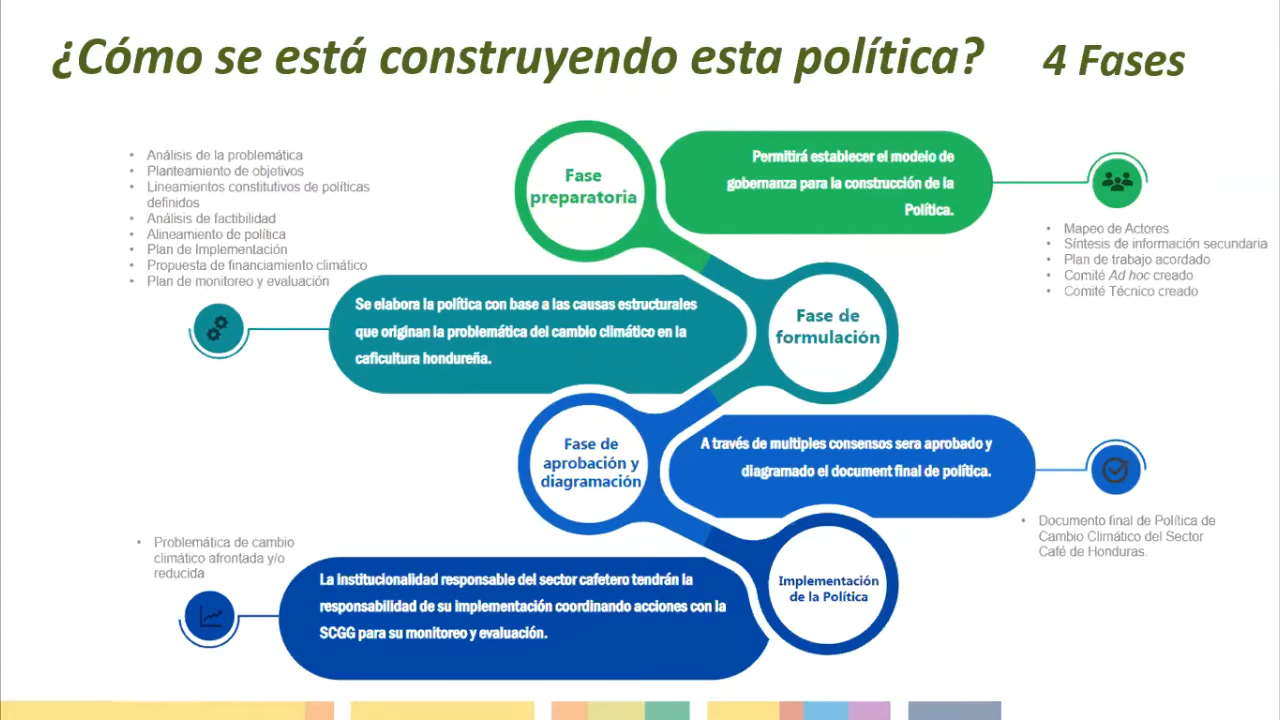 ¿Cómo se está construyendo esta política? 4 Fases
Fase
preparatoria
Permitirá establecer el modelo de
gobernanza para la construcción de la
Política.
• Mapeo de Actores
• Síntesis de información secundaria
• Plan de trabajo acordado
• Comité Ad hoc creado
• Comité Técnico creado
• Análisis de la problemática
• Planteamiento de objetivos
• Lineamientos constitutivos de políticas
definidos
• Análisis de factibilidad
• Alineamiento de política
• Plan de Implementación
• Propuesta de financiamiento climático
• Plan de monitoreo y evaluación
Se elabora la política con base a las causas estructurales
que originan la problemática del cambio climático en la
caficultura hondureña.
Fase de
formulación
Fase de
aprobación y
diagramación
A través de multiples consensos sera aprobado y
diagramado el document final de política.
• Documento final de Política de
Cambio Climático del Sector
Café de Honduras.
• Problemática de cambio
climático afrontada y/o
reducida
La institucionalidad responsable del sector cafetero tendrán la
responsabilidad de su implementación coordinando acciones con la
SCGG para su monitoreo y evaluación.
Implementación
de la Política